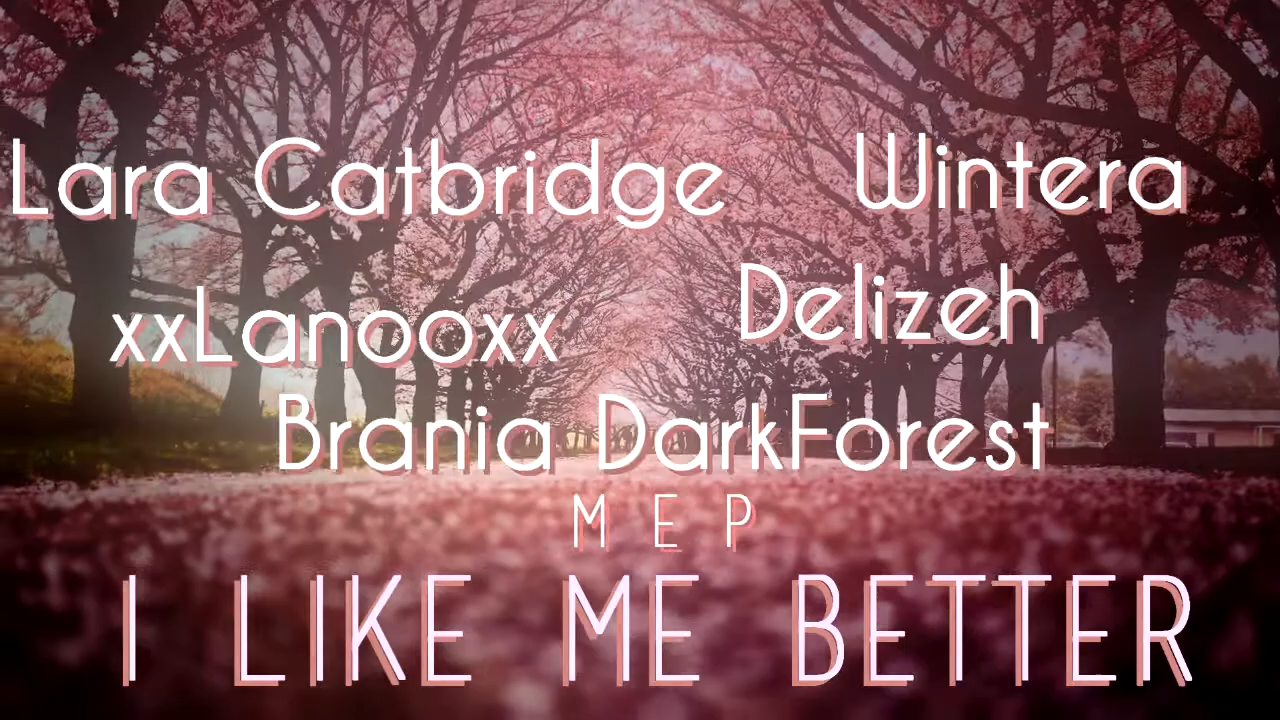 Lara Catbridge
Wintera
xxLanooxx
Delizeh
Brania DarkForest
MEP
I LIKE ME BETTER